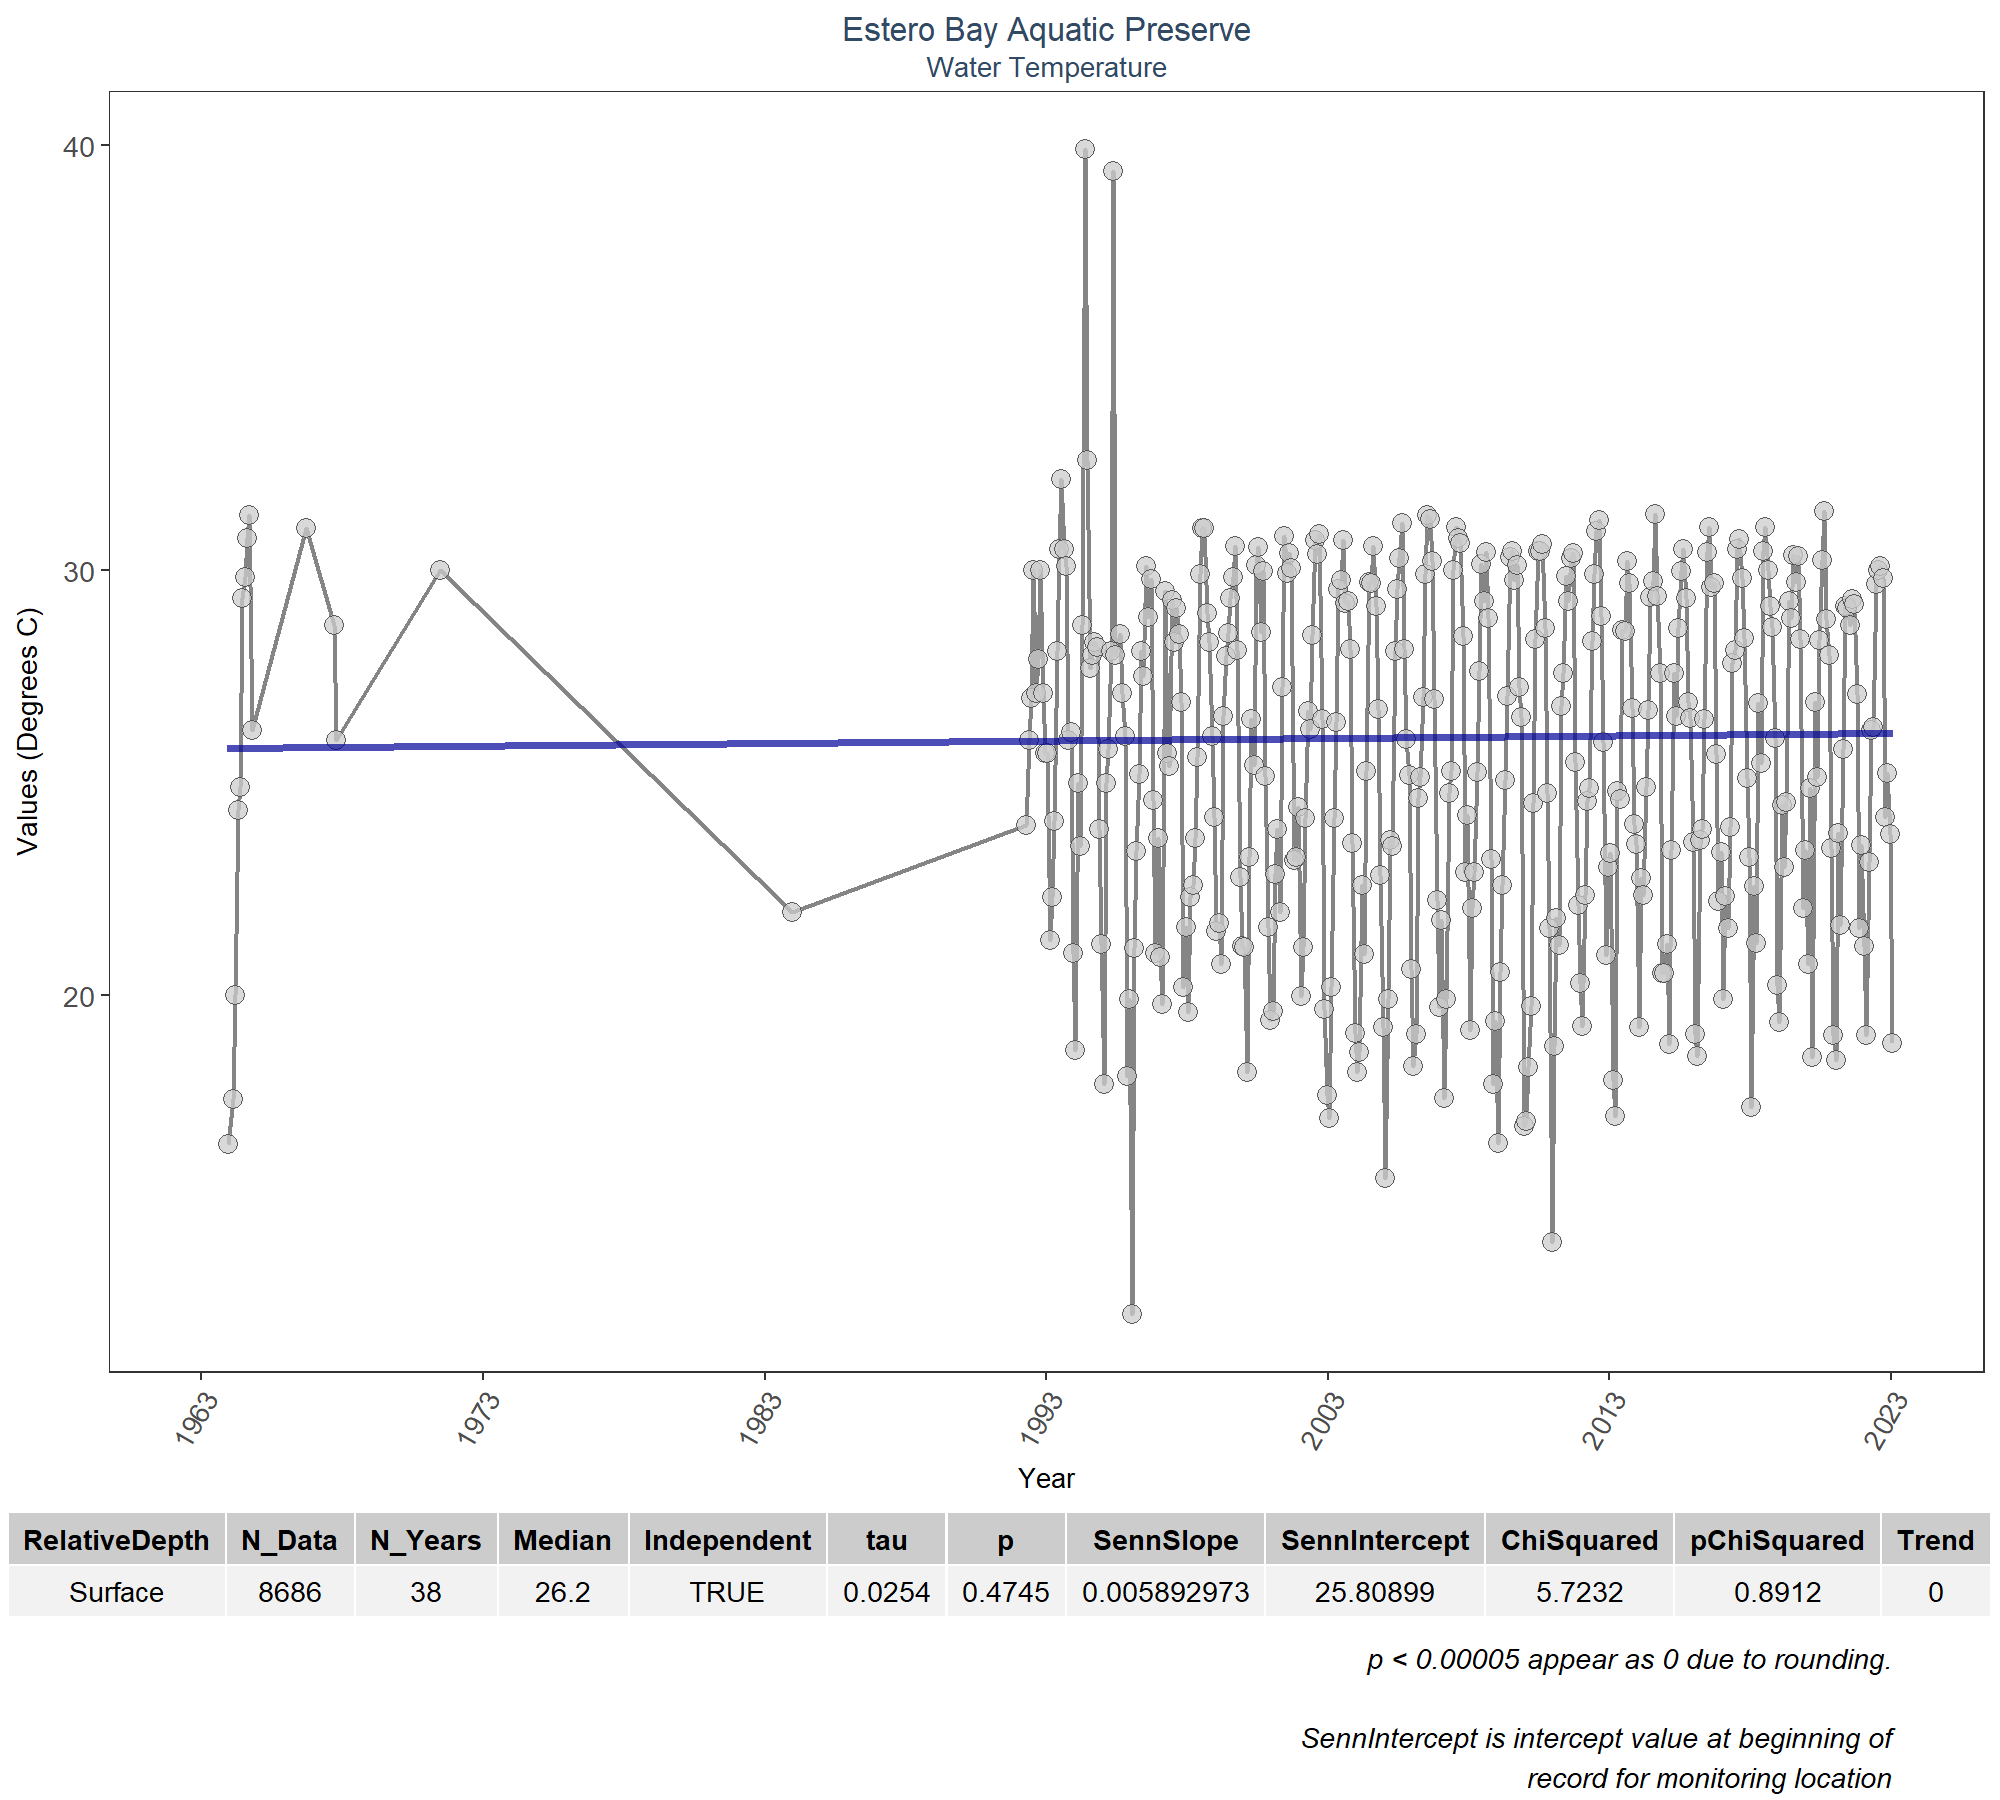 Estero Bay Aquatic Preserve
Water Temperature
Values (Degrees C)
40
30
20
1963
1973
1983
1993
2003
2013
2023
Year
RelativeDepth N_Data N_Years Median Independent tau p SennSlope SennIntercept ChiSquared pChiSquared Trend
Surface 8686 38 26.2 TRUE 0.0254 0.4745 0.005892973 25.80899 5.7232 0.8912 0
p < 0.00005 appear as 0 due to rounding.
SennIntercept is intercept value at beginning of
record for monitoring location